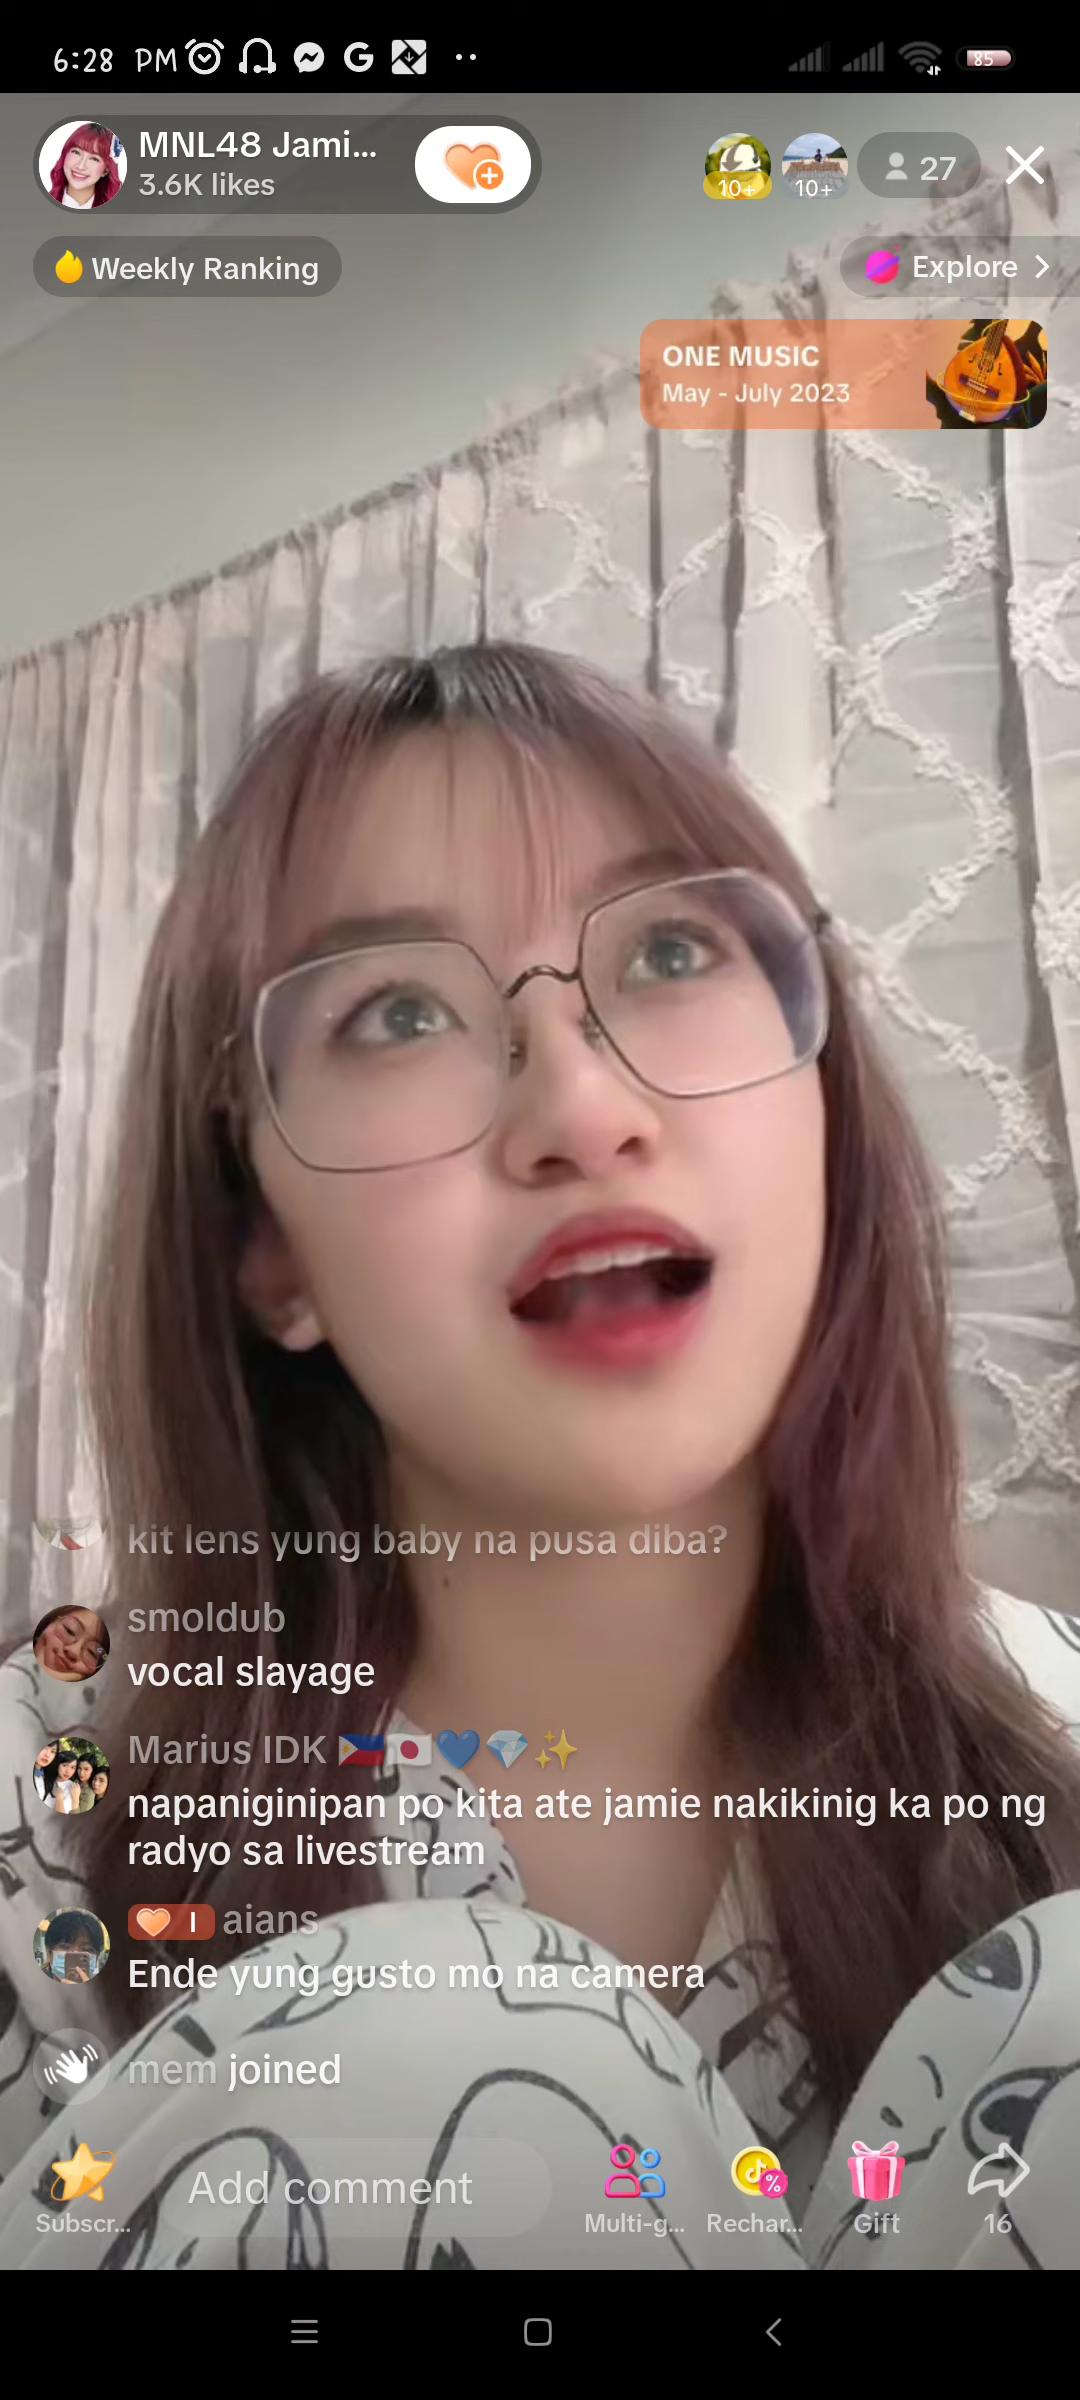 6:28 PM
85
MNL48 Jami...
3.6K likes
10+
10+
27
Weekly Ranking
Explore
ONE MUSIC
May - July 2023
kit lens yung baby na pusa diba?
smoldub
vocal slayage
Marius IDK 🇵🇭🇯🇵💙💎✨
napaniginipan po kita ate jamie nakikinig ka po ng
radyo sa livestream
I aians
Ende yung gusto mo na camera
mem joined
Add comment
Subscr...
Multi-g...
Rechar...
Gift
16